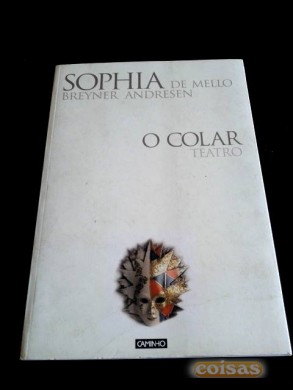 SOPHIA DE MELLO
BREYNER ANDRESEN
O COLAR
TEATRO
CAMINHO
coisas